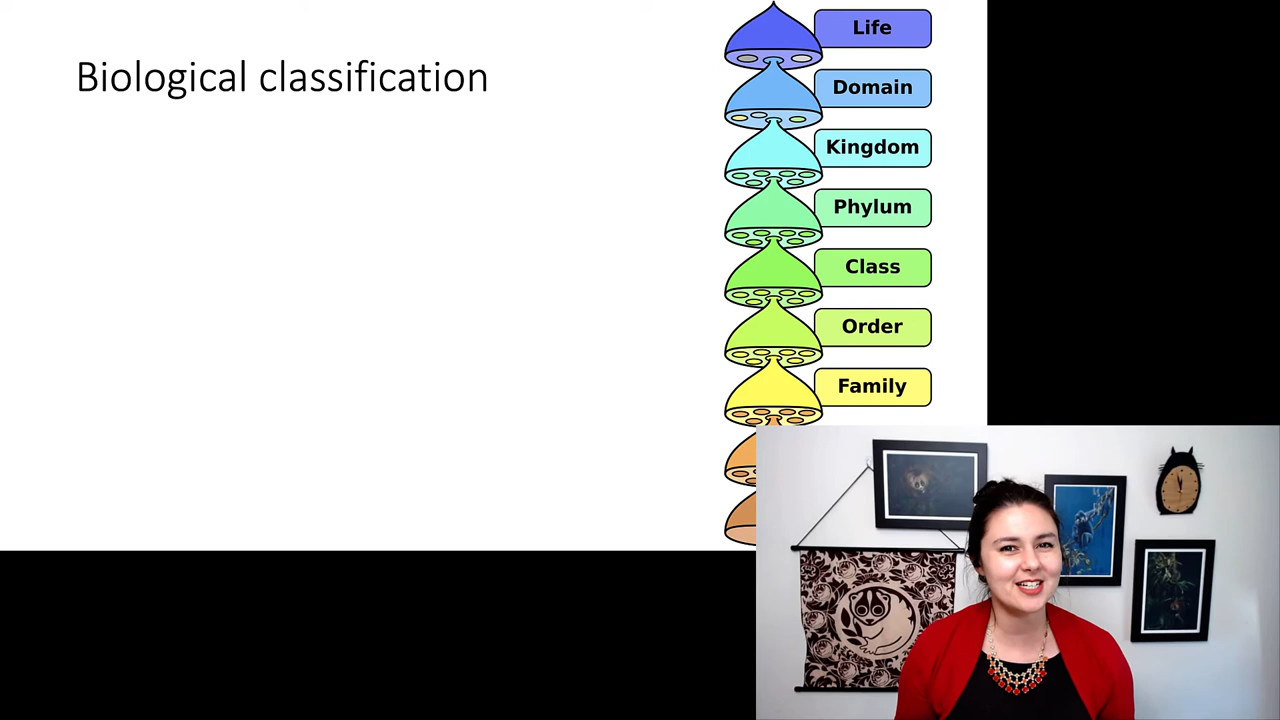 Biological classification
Life
Domain
Kingdom
Phylum
Class
Order
Family